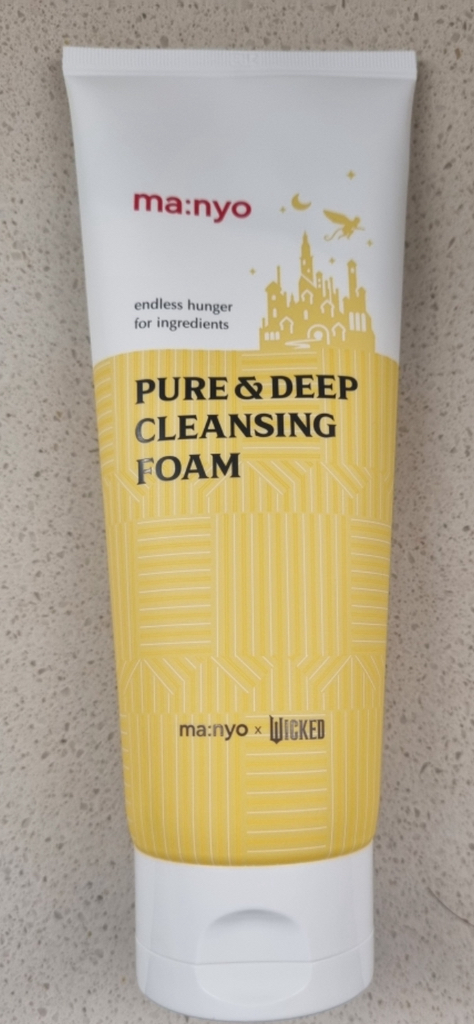 ma:nyo
endless hunger
for ingredients
PURE & DEEP
CLEANSING
FOAM
ma:nyo x WICKED